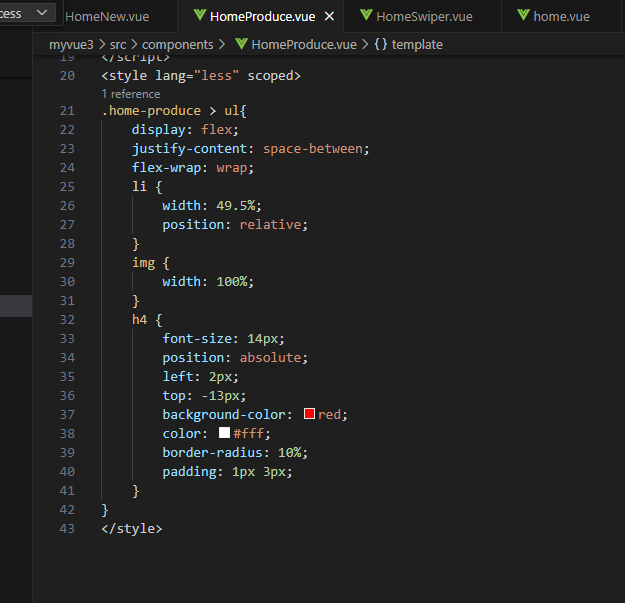 cess
HomeNew.vue
HomeProduce.vue
HomeSwiper.vue
home.vue
myvue3 > src > components > HomeProduce.vue > {} template
19 </script>
20 <style lang="less" scoped>
1 reference
21 .home-produce > ul{
22 display: flex;
23 justify-content: space-between;
24 flex-wrap: wrap;
25 li {
26 width: 49.5%;
27 position: relative;
28 }
29 img {
30 width: 100%;
31 }
32 h4 {
33 font-size: 14px;
34 position: absolute;
35 left: 2px;
36 top: -13px;
37 background-color: red;
38 color: #fff;
39 border-radius: 10%;
40 padding: 1px 3px;
41 }
42 }
43 </style>